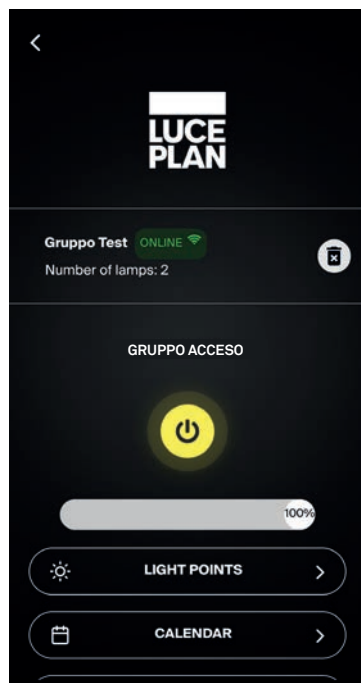 LUCE
PLAN
Gruppo Test ONLINE
Number of lamps: 2
GRUPPO ACCESO
100%
LIGHT POINTS
CALENDAR